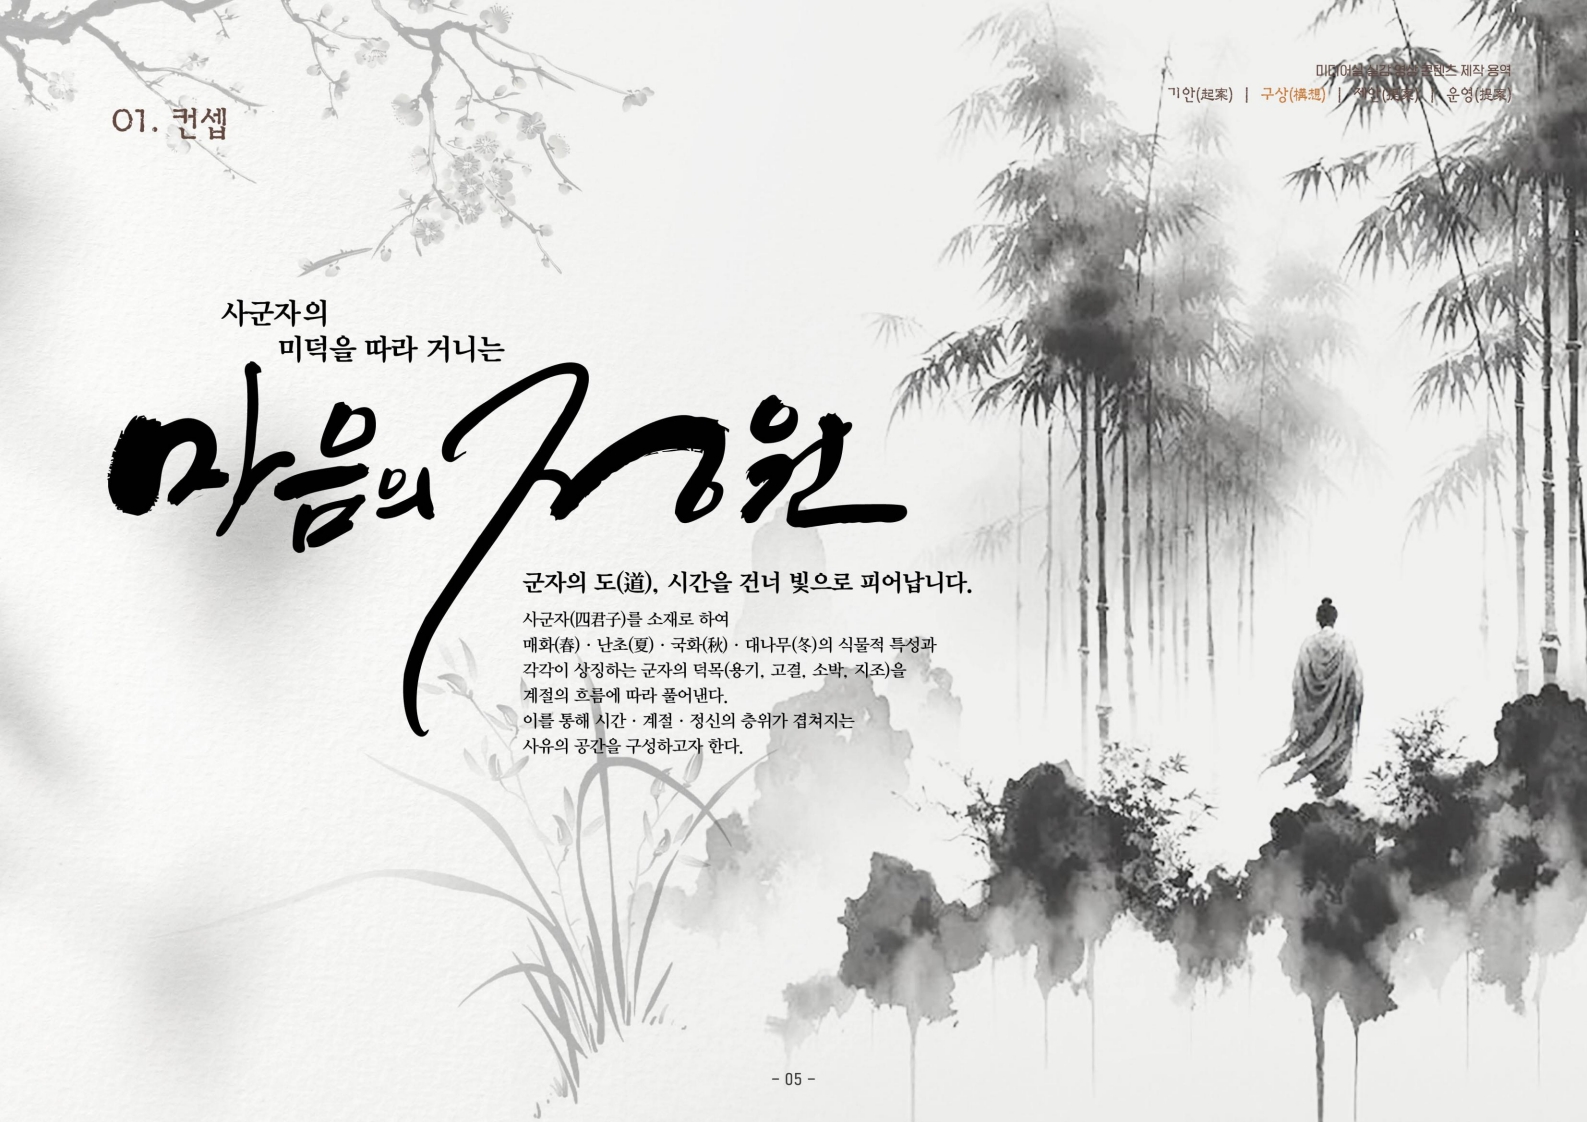 01. 컨셉
미디어실 실감 영상 콘텐츠 제작 용역
기안(起案) | 구상(構想) | 제안(提案) | 운영(提案)
사군자의
미덕을 따라 거니는
마음의 정원
군자의 도(道), 시간을 건너 빛으로 피어납니다.
사군자(四君子)를 소재로 하여
매화(春) · 난초(夏) · 국화(秋) · 대나무(冬)의 식물적 특성과
각각이 상징하는 군자의 덕목(용기, 고결, 소박, 지조)을
계절의 흐름에 따라 풀어낸다.
이를 통해 시간 · 계절 · 정신의 층위가 겹쳐지는
사유의 공간을 구성하고자 한다.
- 05 -